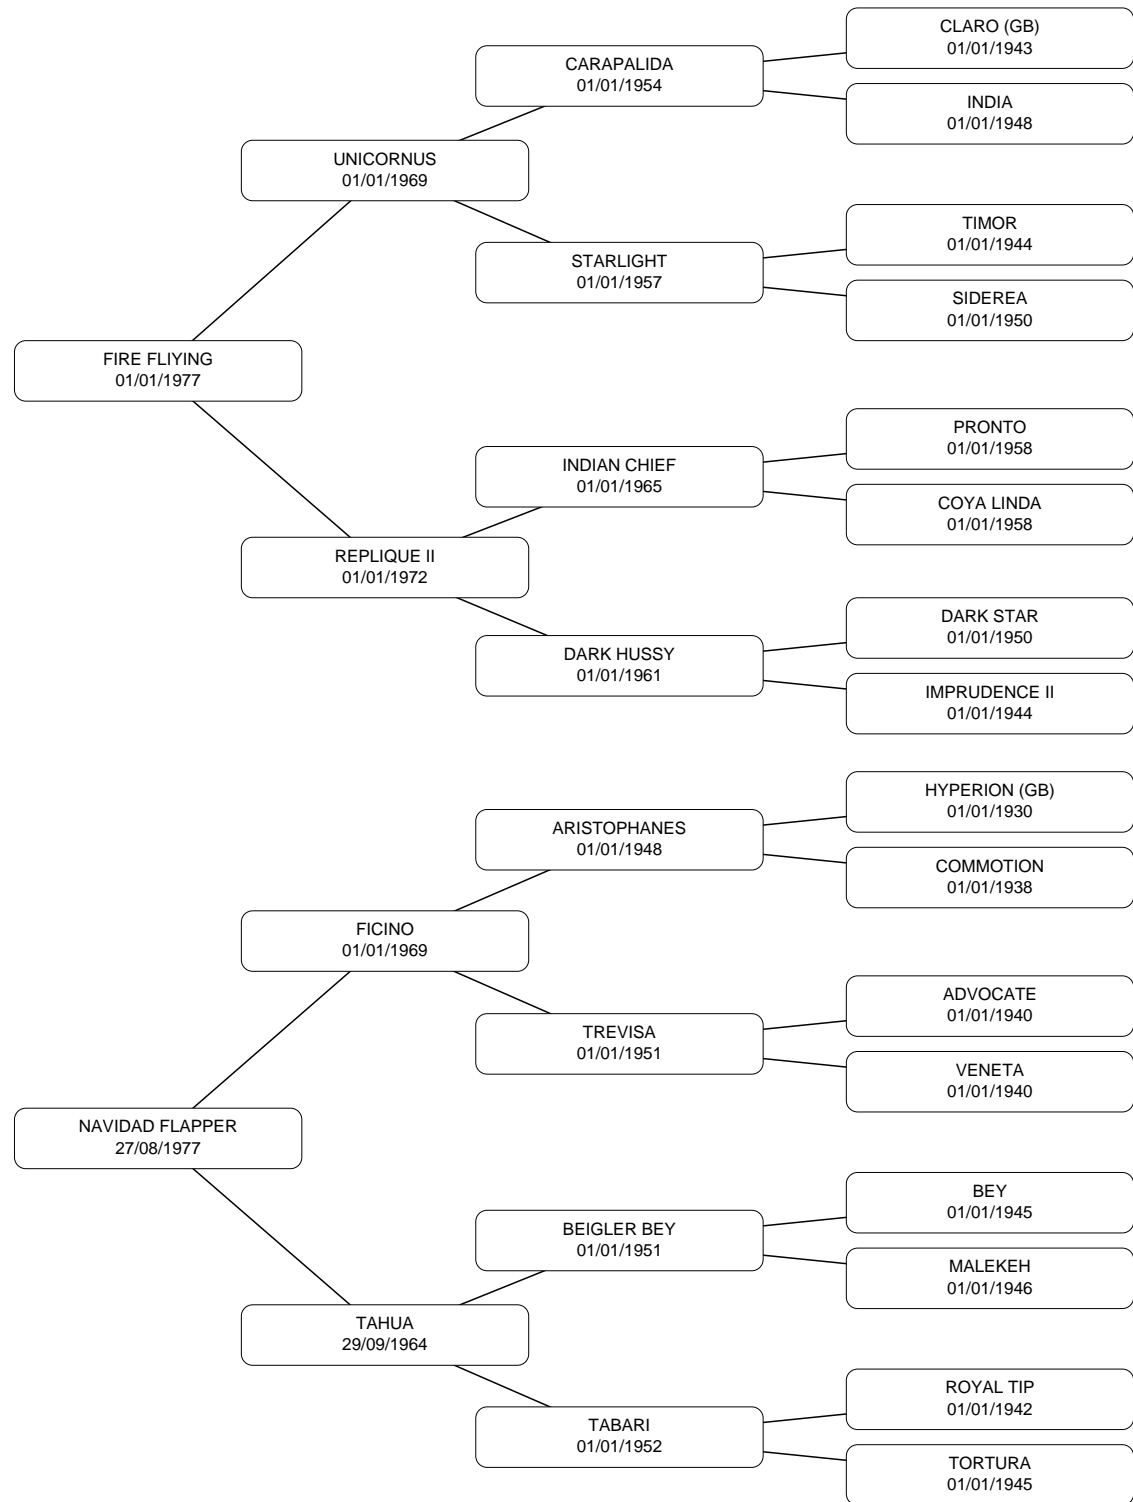 CLARO (GB)
01/01/1943
CARAPALIDA
01/01/1954
INDIA
01/01/1948
UNICORNUS
01/01/1969
TIMOR
01/01/1944
STARLIGHT
01/01/1957
SIDEREA
01/01/1950
FIRE FLIYING
01/01/1977
PRONTO
01/01/1958
INDIAN CHIEF
01/01/1965
COYA LINDA
01/01/1958
REPLIQUE II
01/01/1972
DARK STAR
01/01/1950
DARK HUSSY
01/01/1961
IMPRUDENCE II
01/01/1944
HYPERION (GB)
01/01/1930
ARISTOPHANES
01/01/1948
COMMOTION
01/01/1938
FICINO
01/01/1969
ADVOCATE
01/01/1940
TREVISA
01/01/1951
VENETA
01/01/1940
NAVIDAD FLAPPER
27/08/1977
BEY
01/01/1945
BEIGLER BEY
01/01/1951
MALEKEH
01/01/1946
TAHUA
29/09/1964
ROYAL TIP
01/01/1942
TABARI
01/01/1952
TORTURA
01/01/1945